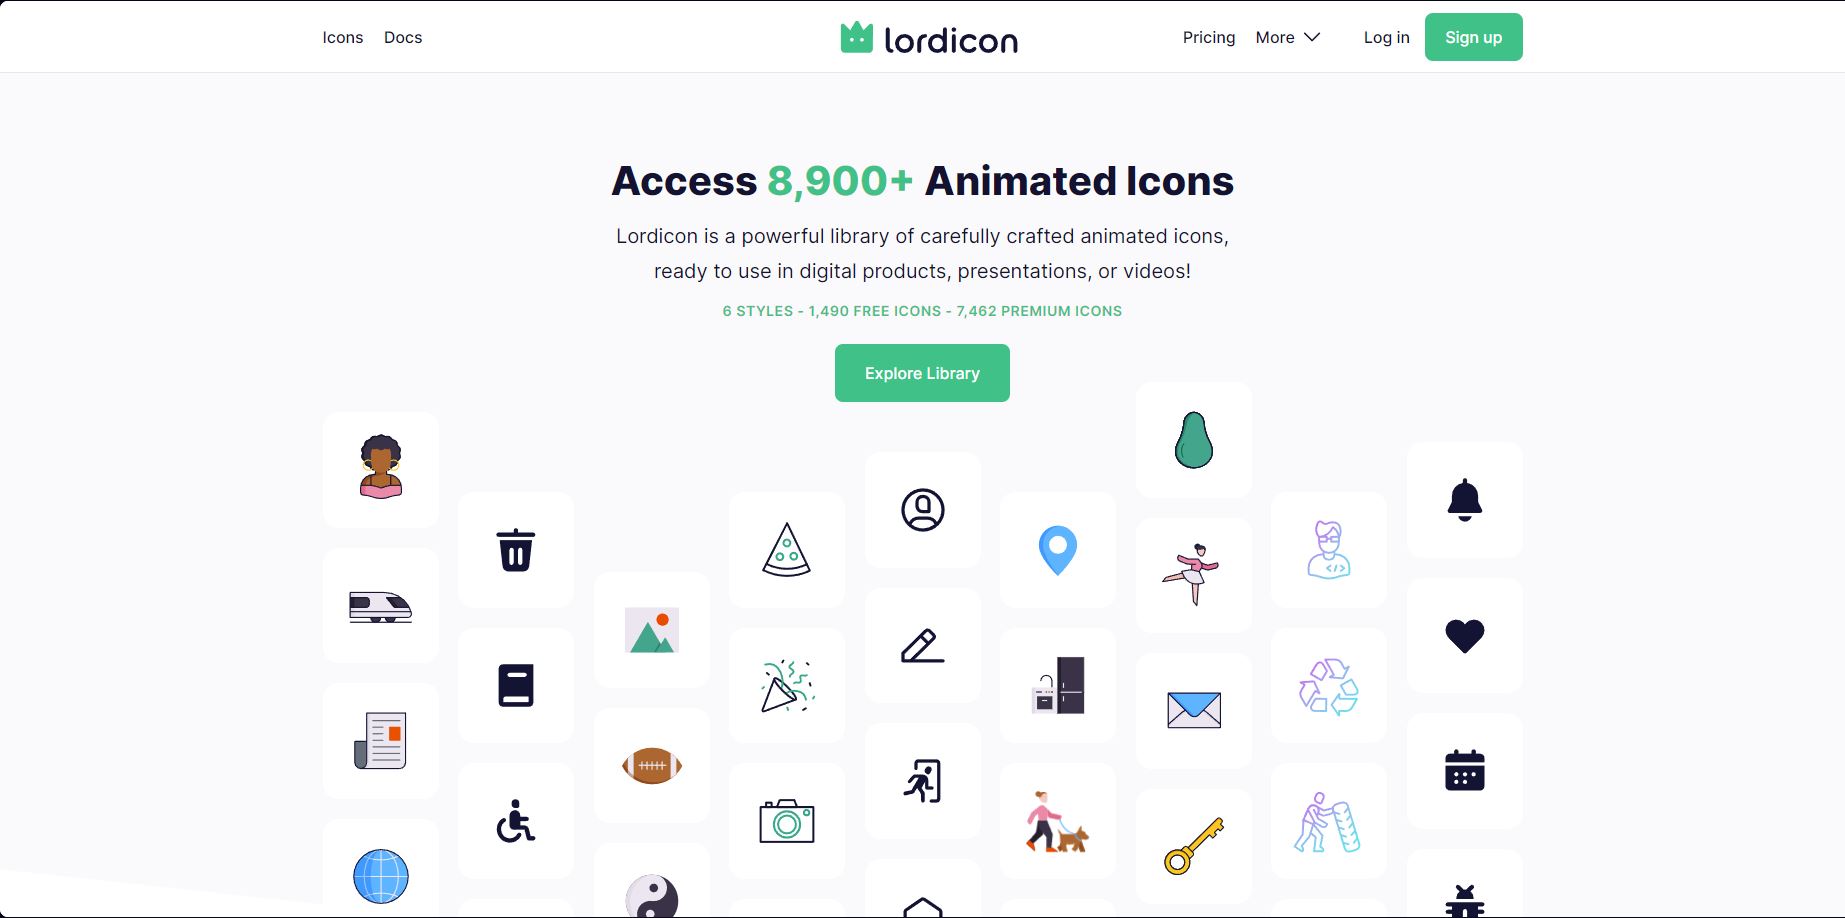 Icons
Docs
lordicon
Pricing
More
Log in
Sign up
Access 8,900+ Animated Icons
Lordicon is a powerful library of carefully crafted animated icons,
ready to use in digital products, presentations, or videos!
6 STYLES - 1,490 FREE ICONS - 7,462 PREMIUM ICONS
Explore Library